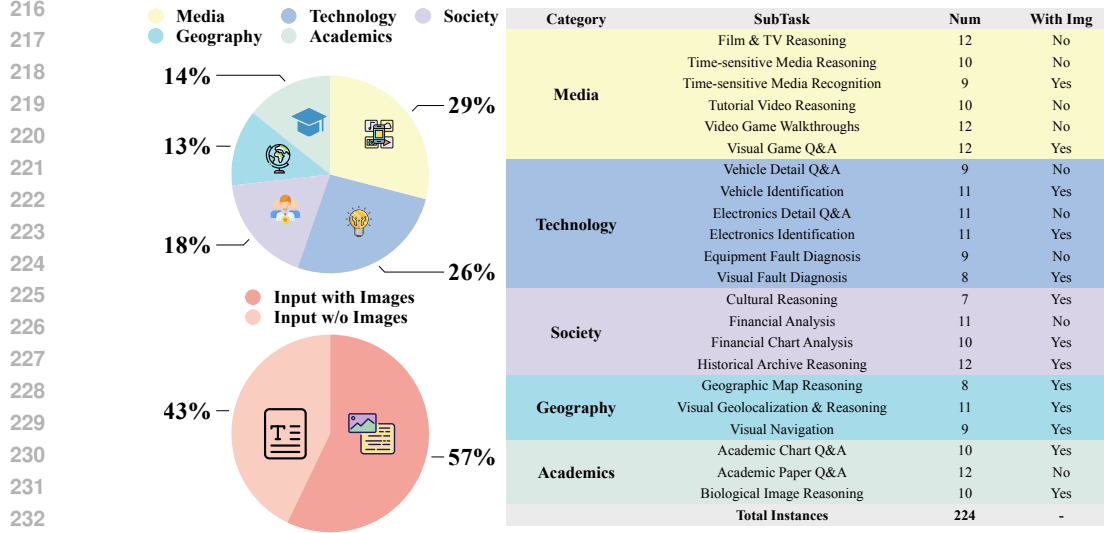 216
217
218
219
220
221
222
223
224
225
226
227
228
229
230
231
232
Media Technology Society
Geography Academics
14%
29%
13%
18%
26%
Input with Images
Input w/o Images
43%
T
57%
Category SubTask Num With Img
Media
Film & TV Reasoning 12 No
Time-sensitive Media Reasoning 10 No
Time-sensitive Media Recognition 9 Yes
Tutorial Video Reasoning 10 No
Video Game Walkthroughs 12 No
Visual Game Q&A 12 Yes
Technology
Vehicle Detail Q&A 9 No
Vehicle Identification 11 Yes
Electronics Detail Q&A 11 No
Electronics Identification 11 Yes
Equipment Fault Diagnosis 9 No
Visual Fault Diagnosis 8 Yes
Society
Cultural Reasoning 7 Yes
Financial Analysis 11 No
Financial Chart Analysis 10 Yes
Historical Archive Reasoning 12 Yes
Geography
Geographic Map Reasoning 8 Yes
Visual Geolocalization & Reasoning 11 Yes
Visual Navigation 9 Yes
Academics
Academic Chart Q&A 10 Yes
Academic Paper Q&A 12 No
Biological Image Reasoning 10 Yes
Total Instances 224 -